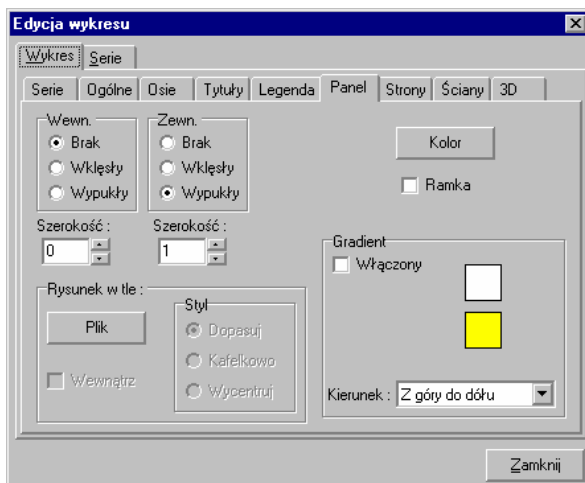 Edycja wykresu
Wykres Serie
Serie Ogólne Osie Tytuły Legenda Panel Strony Ściany 3D
Wewn.
Brak
Wklęsły
Wypukły
Zewn.
Brak
Wklęsły
Wypukły
Kolor
Ramka
Szerokość :
0
Szerokość :
1
Gradient
Włączony
Kierunek : Z góry do dółu
Rysunek w tle :
Plik
Wewnątrz
Styl
Dopasuj
Kafelkowo
Wycentruj
Zamknij